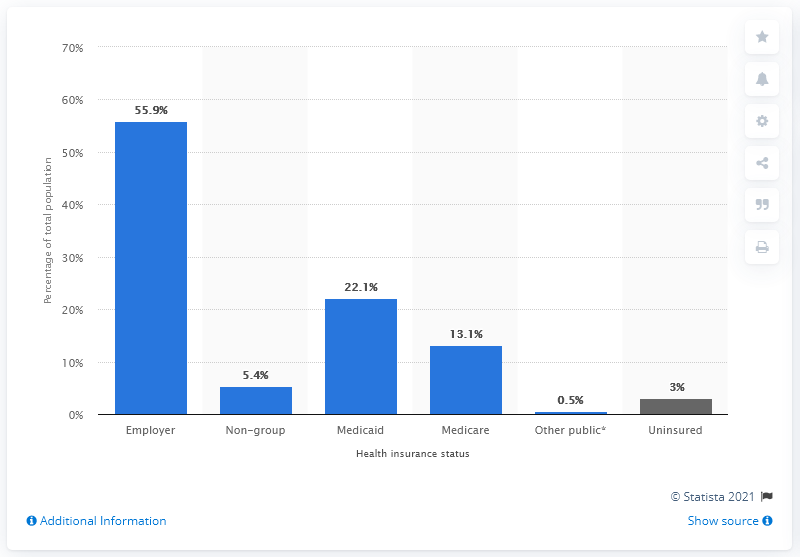 70%
60%
50%
40%
30%
20%
10%
0%
Percentage of total population
55.9%
5.4%
22.1%
13.1%
0.5%
3%
Employer
Non-group
Medicaid
Medicare
Other public*
Uninsured
Health insurance status
© Statista 2021
Additional Information
Show source